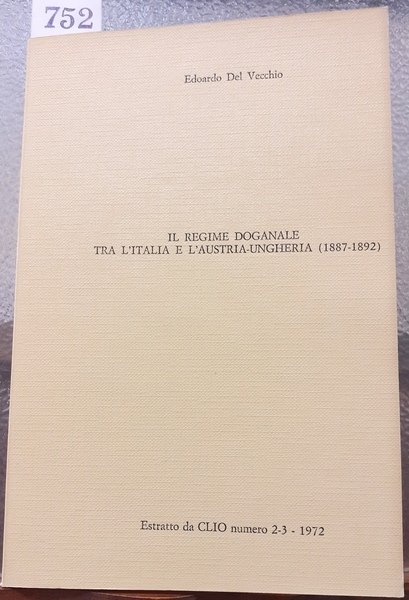 752
Edoardo Del Vecchio
IL REGIME DOGANALE
TRA L'ITALIA E L'AUSTRIA-UNGHERIA (1887-1892)
Estratto da CLIO numero 2-3 - 1972